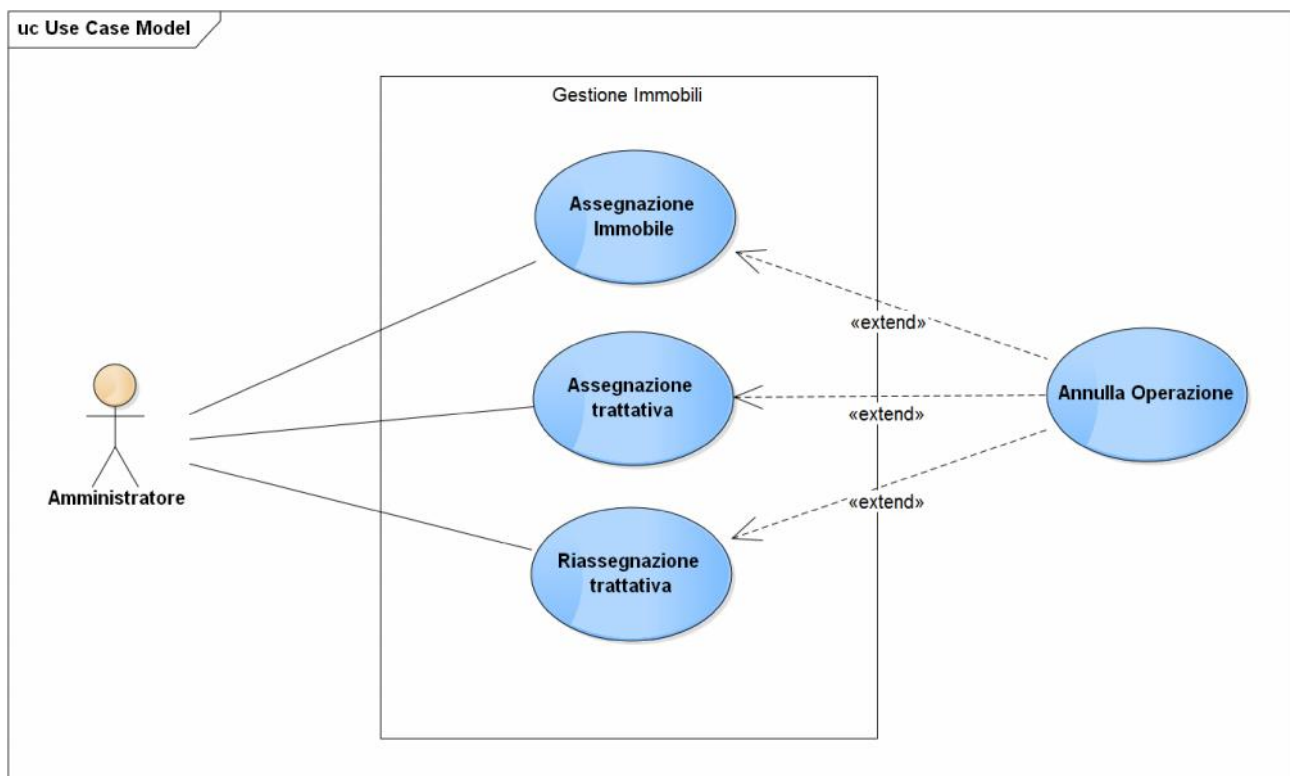 uc Use Case Model
Gestione Immobili
Assegnazione
Immobile
«extend»
Assegnazione
trattativa
«extend»
Annulla Operazione
Amministratore
«extend»
Riassegnazione
trattativa